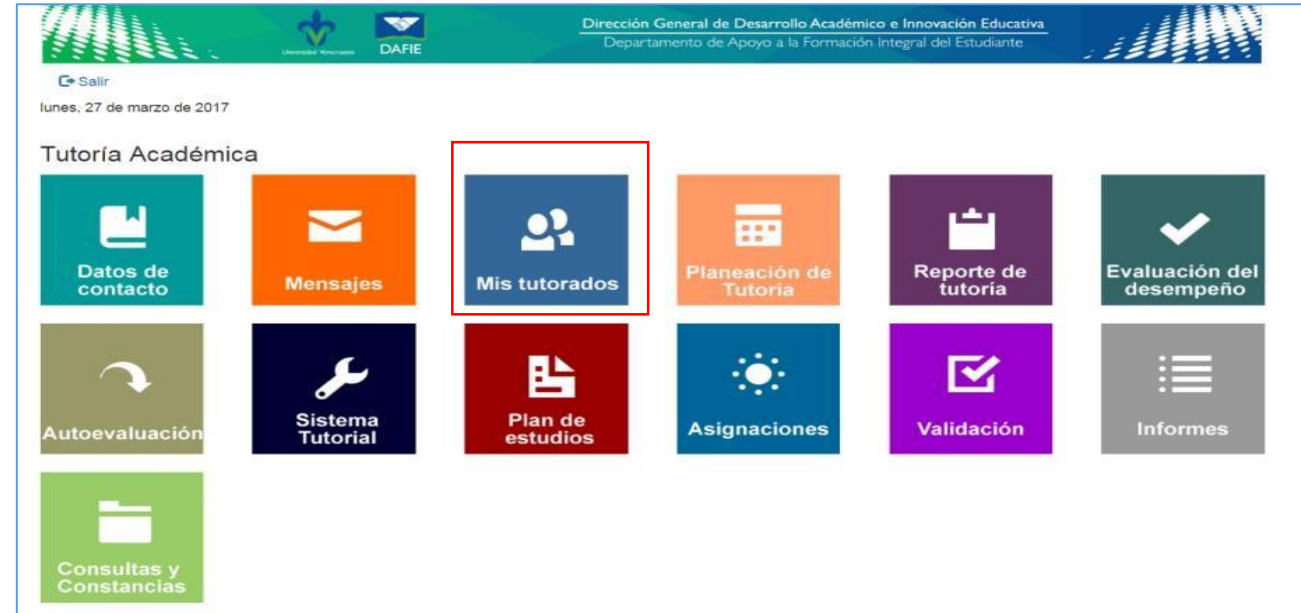 Universidad Veracruzana
DAFIE
Dirección General de Desarrollo Académico e Innovación Educativa
Departamento de Apoyo a la Formación Integral del Estudiante
Salir
lunes, 27 de marzo de 2017
Tutoría Académica
Datos de
contacto
Mensajes
Mis tutorados
Planeación de
Tutoría
Reporte de
tutoría
Evaluación del
desempeño
Autoevaluación
Sistema
Tutorial
Plan de
estudios
Asignaciones
Validación
Informes
Consultas y
Constancias